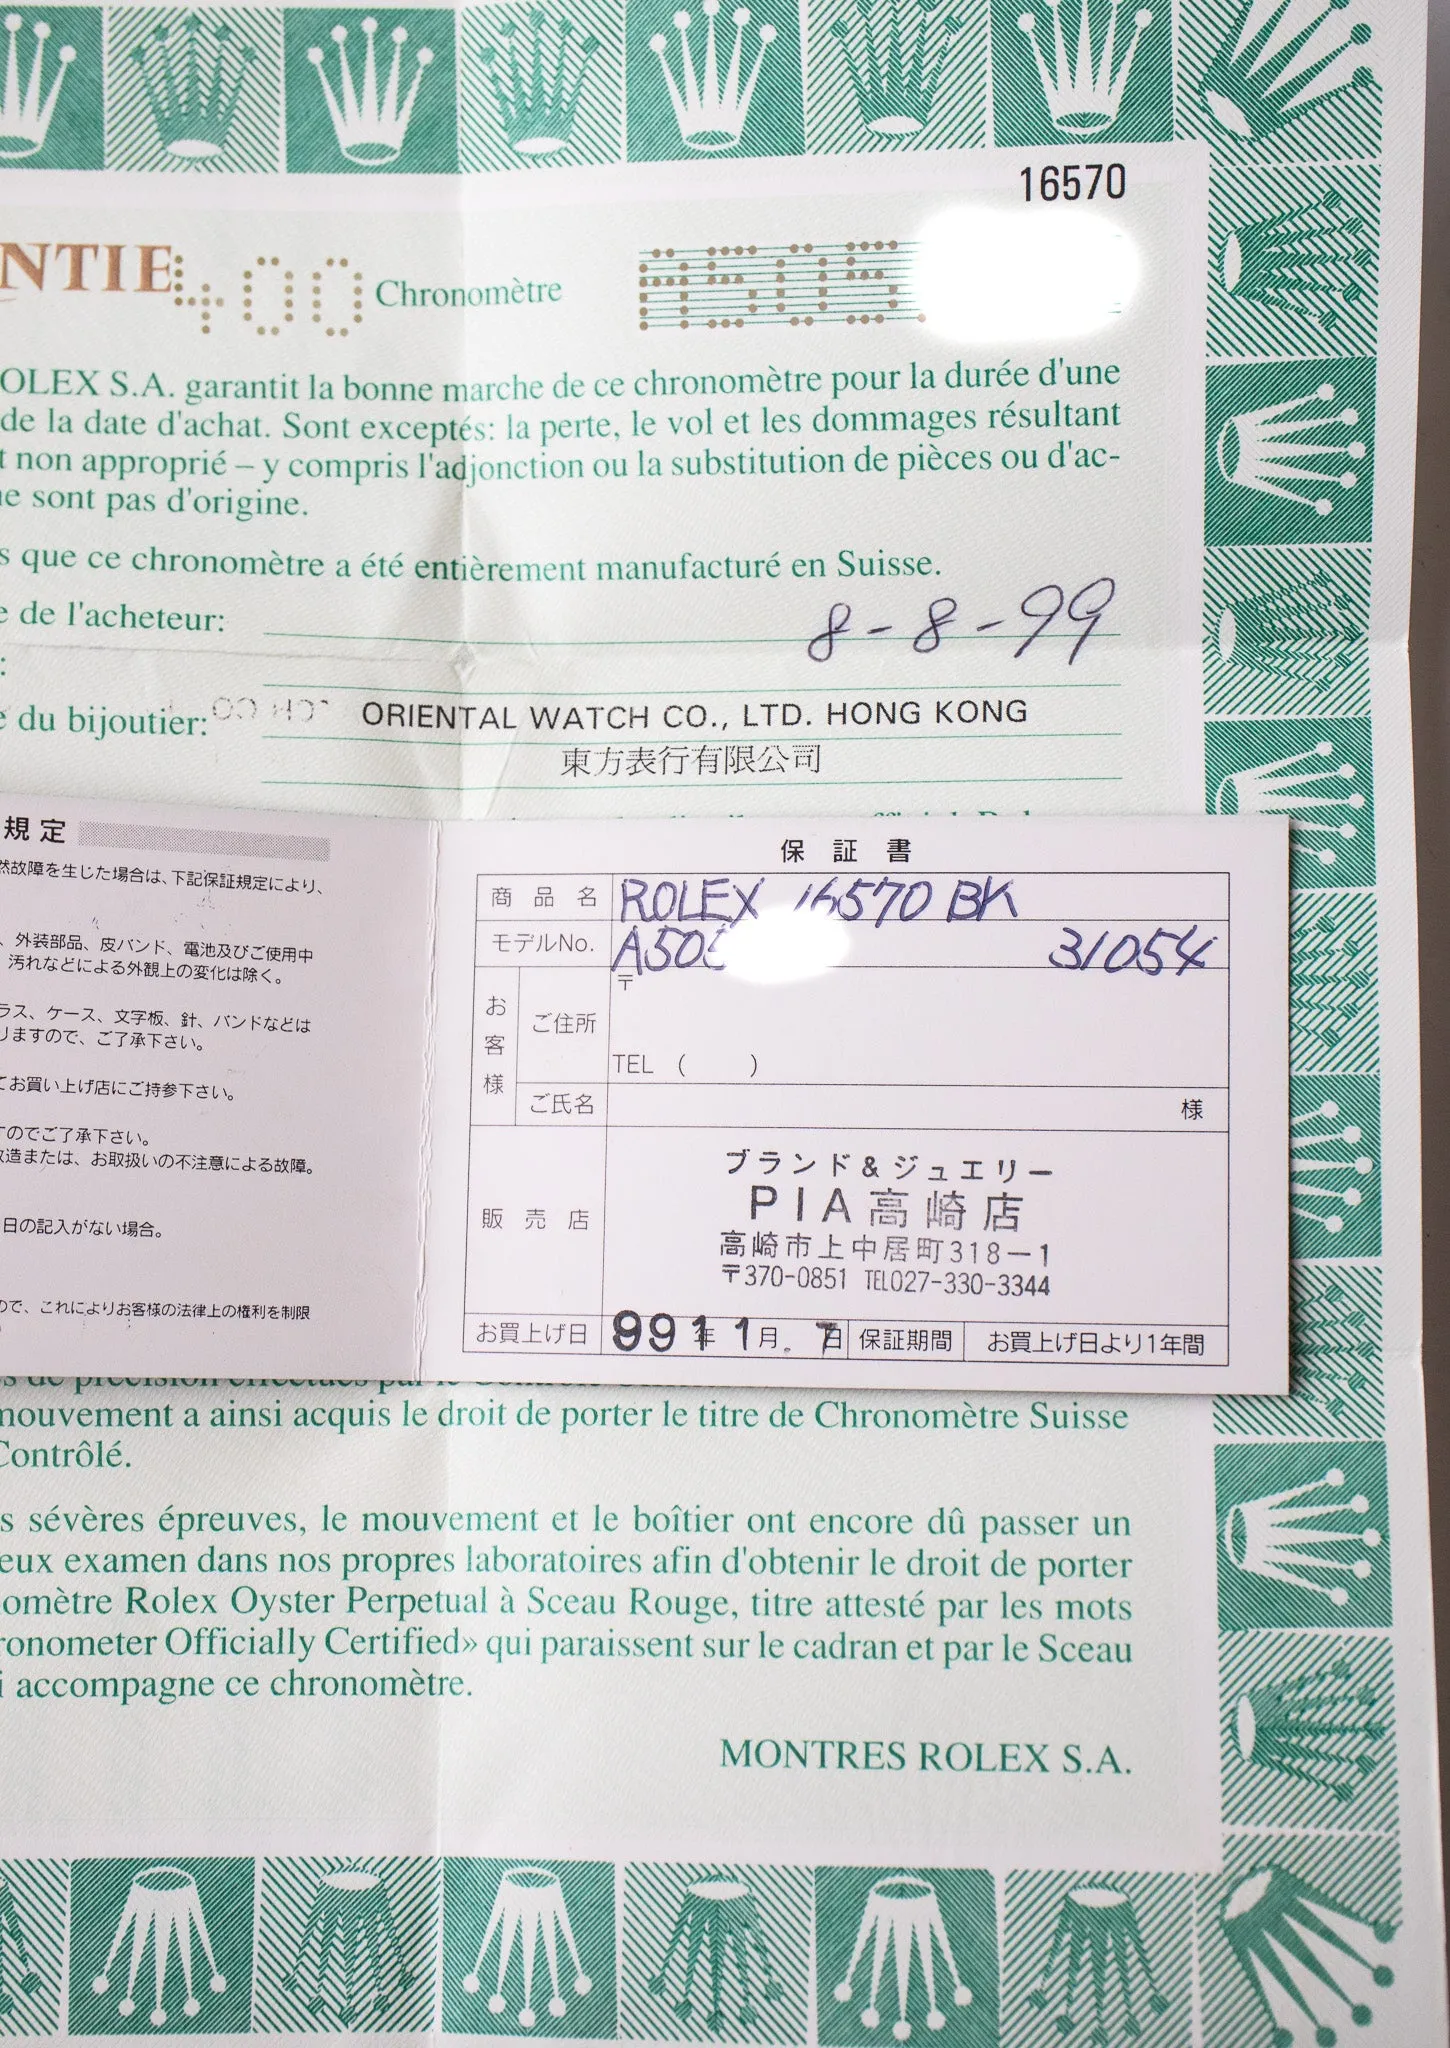 16570
NTIE 400 Chronomètre A505
OLEX S.A. garantit la bonne marche de ce chronomètre pour la durée d'une
de la date d'achat. Sont exceptés: la perte, le vol et les dommages résultant
t non approprié – y compris l'adjonction ou la substitution de pièces ou d'ac-
ne sont pas d'origine.
s que ce chronomètre a été entièrement manufacturé en Suisse.
e de l'acheteur:
8-8-99
e du bijoutier: ORIENTAL WATCH CO., LTD. HONG KONG
東方表行有限公司
規定
然故障を生じた場合は、下記保証規定により、
、外装部品、皮バンド、電池及びご使用中
汚れなどによる外観上の変化は除く。
ラス、ケース、文字板、針、バンドなどは
りますので、ご了承下さい。
てお買い上げ店にご持参下さい。
すのでご了承下さい。
改造または、お取扱いの不注意による故障。
日の記入がない場合。
ので、これによりお客様の法律上の権利を制限
保証書
商品名 ROLEX 16570 BK
モデルNo. A505 31054
お客様
ご住所 〒
TEL ( )
ご氏名 様
販売店
ブランド&ジュエリー
PIA高崎店
高崎市上中居町318-1
〒370-0851 TEL027-330-3344
お買上げ日 年 1月 7日 保証期間 お買上げ日より1年間
mouvement a ainsi acquis le droit de porter le titre de Chronomètre Suisse
Contrôlé.
s sévères épreuves, le mouvement et le boîtier ont encore dû passer un
eux examen dans nos propres laboratoires afin d'obtenir le droit de porter
omètre Rolex Oyster Perpetual à Sceau Rouge, titre attesté par les mots
ronometer Officially Certified» qui paraissent sur le cadran et par le Sceau
i accompagne ce chronomètre.
MONTRES ROLEX S.A.